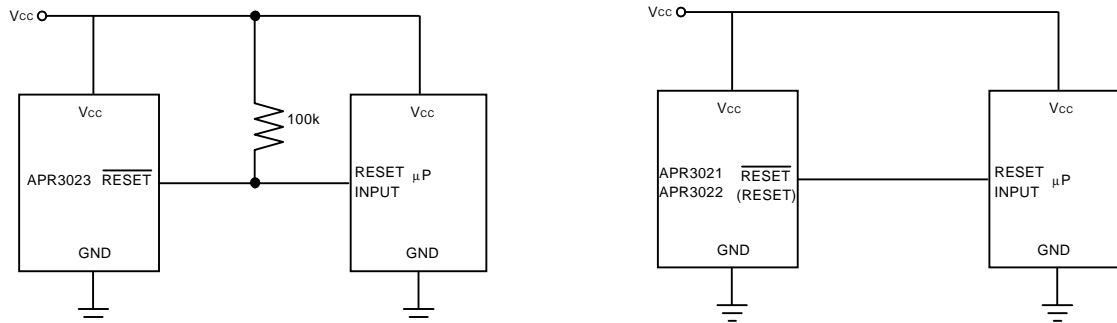 Vcc
Vcc
100k
APR3023 RESET
RESET μP
INPUT
GND
GND
Vcc
Vcc
Vcc
Vcc
APR3021 RESET
APR3022 (RESET)
RESET μP
INPUT
GND
GND